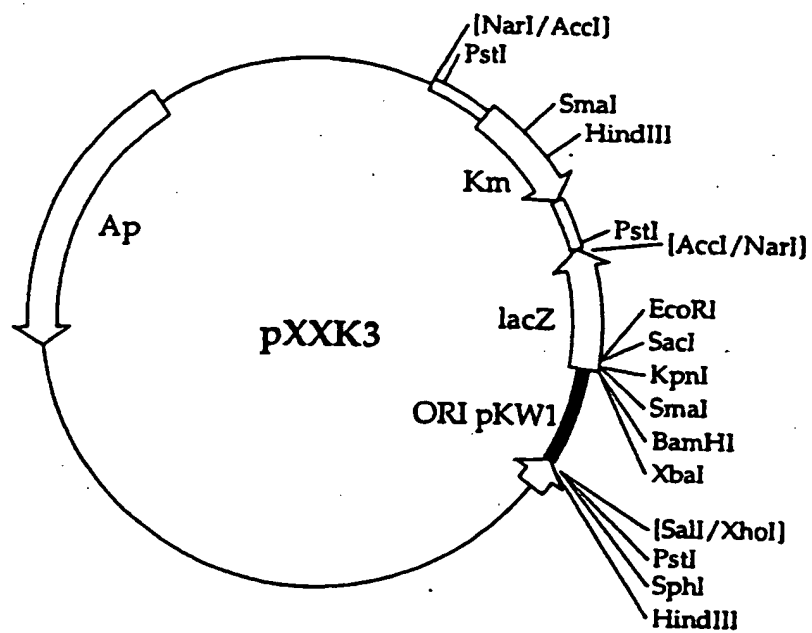 [NarI/AccI]
PstI
SmaI
HindIII
Km
Ap
PstI
[AccI/NarI]
lacZ
EcoRI
SacI
KpnI
SmaI
BamHI
XbaI
pXXK3
ORI pKW1
[SalI/XhoI]
PstI
SphI
HindIII